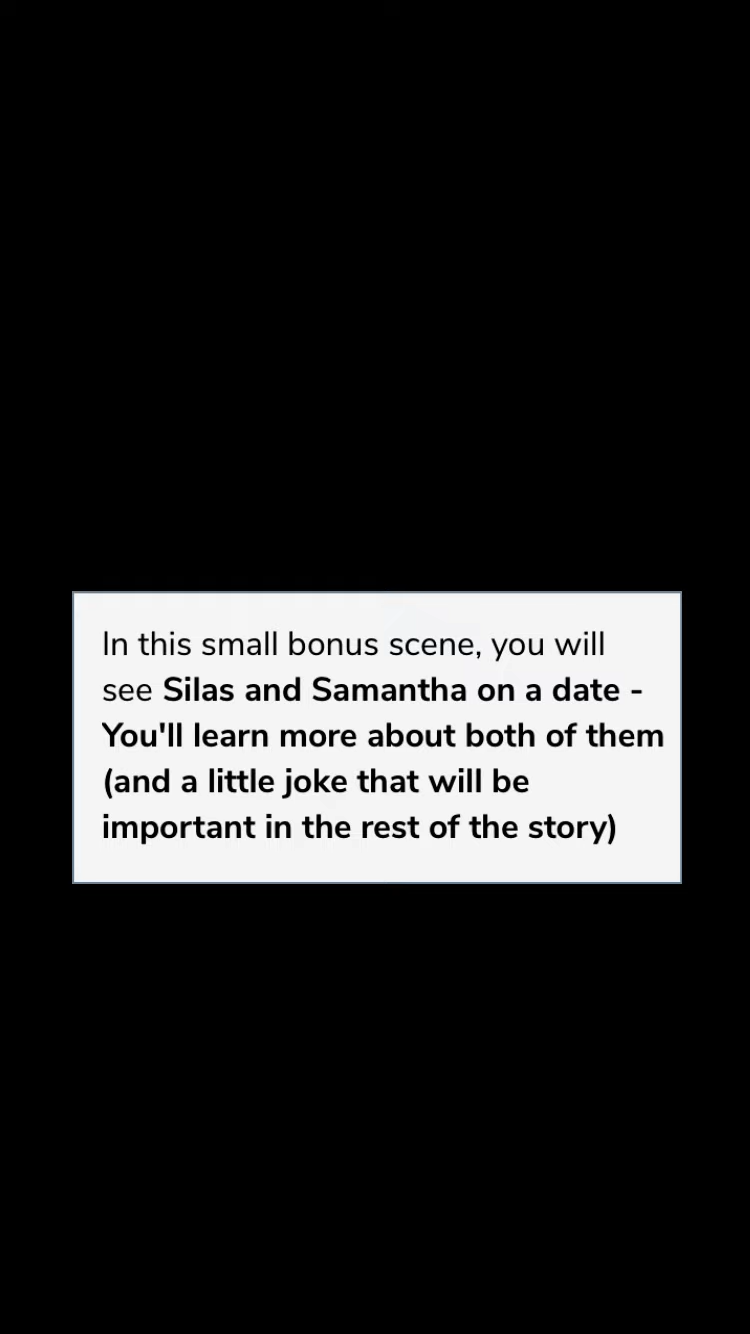 In this small bonus scene, you will
see Silas and Samantha on a date -
You'll learn more about both of them
(and a little joke that will be
important in the rest of the story)